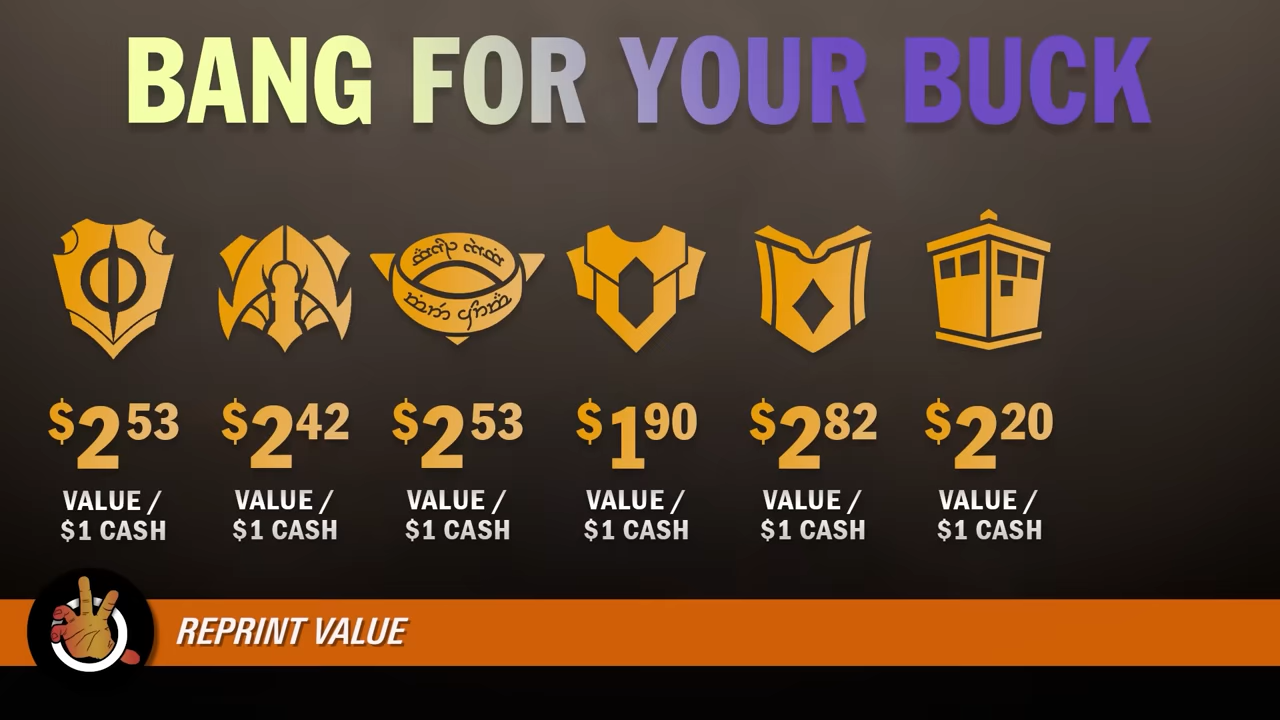 BANG FOR YOUR BUCK
$2.53 $2.42 $2.53 $1.90 $2.82 $2.20
VALUE / VALUE / VALUE / VALUE / VALUE / VALUE /
$1 CASH $1 CASH $1 CASH $1 CASH $1 CASH $1 CASH
REPRINT VALUE